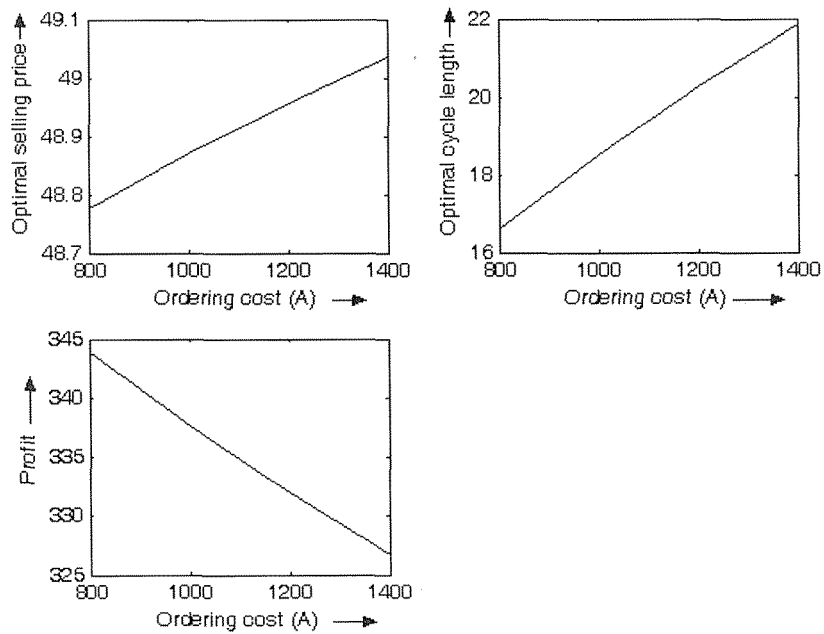 49.1
49
48.9
48.8
48.7
Optimal selling price
800 1000 1200 1400
Ordering cost (A)
22
20
18
16
Optimal cycle length
800 1000 1200 1400
Ordering cost (A)
345
340
335
330
325
Profit
800 1000 1200 1400
Ordering cost (A)